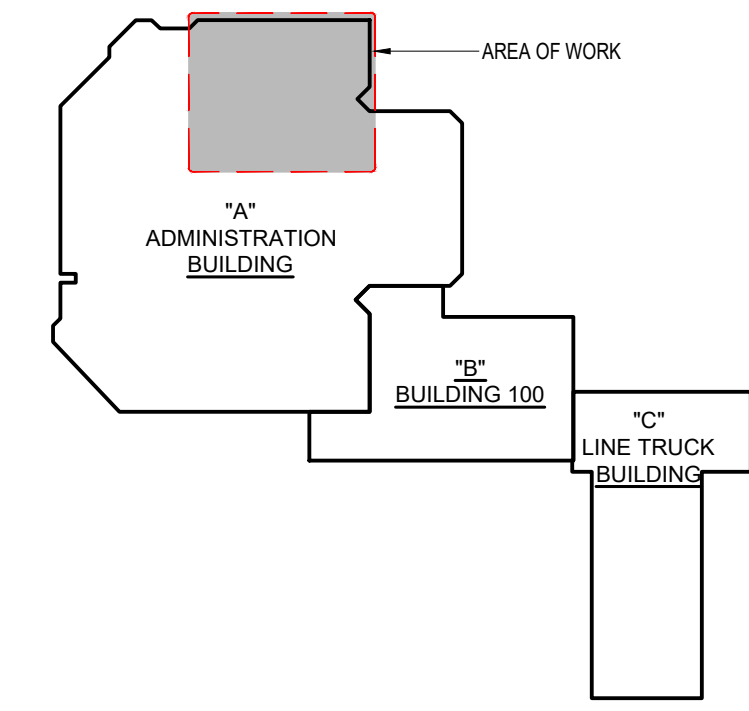 AREA OF WORK
"A"
ADMINISTRATION
BUILDING
"B"
BUILDING 100
"C"
LINE TRUCK
BUILDING